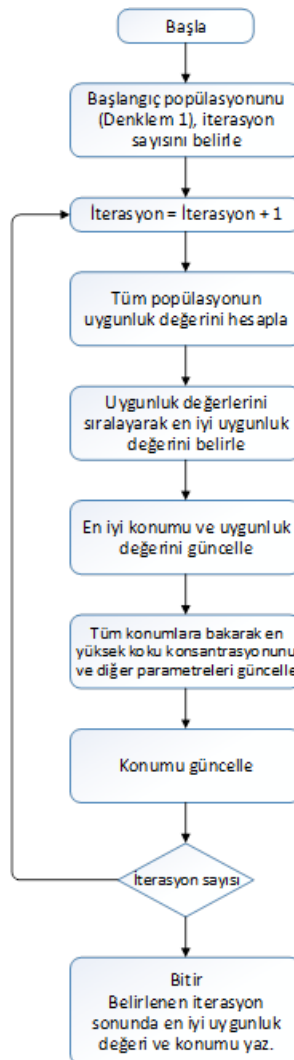 Başla
Başlangıç popülasyonunu
(Denklem 1), iterasyon
sayısını belirle
İterasyon = İterasyon + 1
Tüm popülasyonun
uygunluk değerini hesapla
Uygunluk değerlerini
sıralayarak en iyi uygunluk
değerini belirle
En iyi konumu ve uygunluk
değerini güncelle
Tüm konumlara bakarak en
yüksek koku konsantrasyonunu
ve diğer parametreleri güncelle
Konumu güncelle
İterasyon sayısı
Bitir
Belirlenen iterasyon
sonunda en iyi uygunluk
değeri ve konumu yaz.